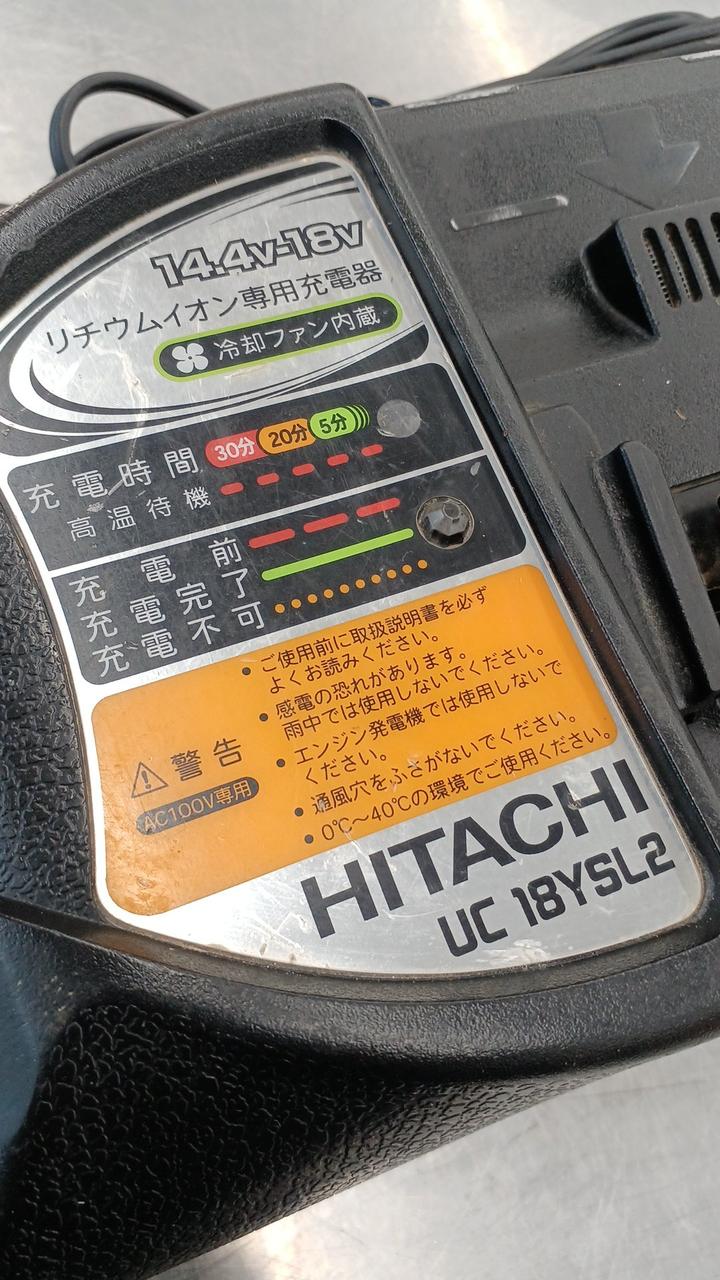 14.4V-18V
リチウムイオン専用充電器
冷却ファン内蔵
充電時間 30分 20分 5分
高温待機
充電前
充電完了
充電不可
警告
AC100V専用
・ご使用前に取扱説明書を必ず
よくお読みください。
・感電の恐れがあります。
雨中では使用しないでください。
・エンジン発電機では使用しないで
ください。
・通風穴をふさがないでください。
・0℃〜40℃の環境でご使用ください。
HITACHI
UC 18YSL2